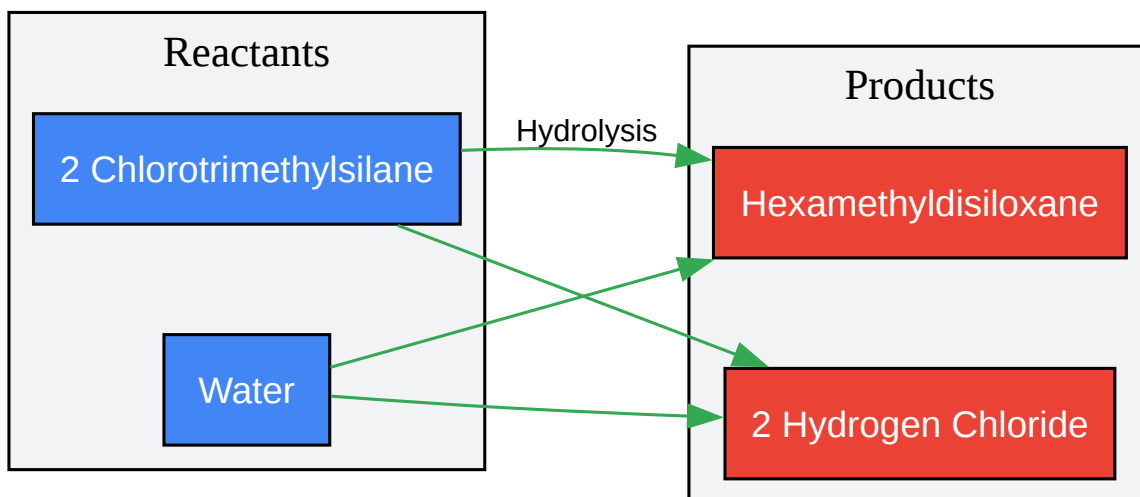 Reactants
2 Chlorotrimethylsilane
Water
Hydrolysis
Products
Hexamethyldisiloxane
2 Hydrogen Chloride